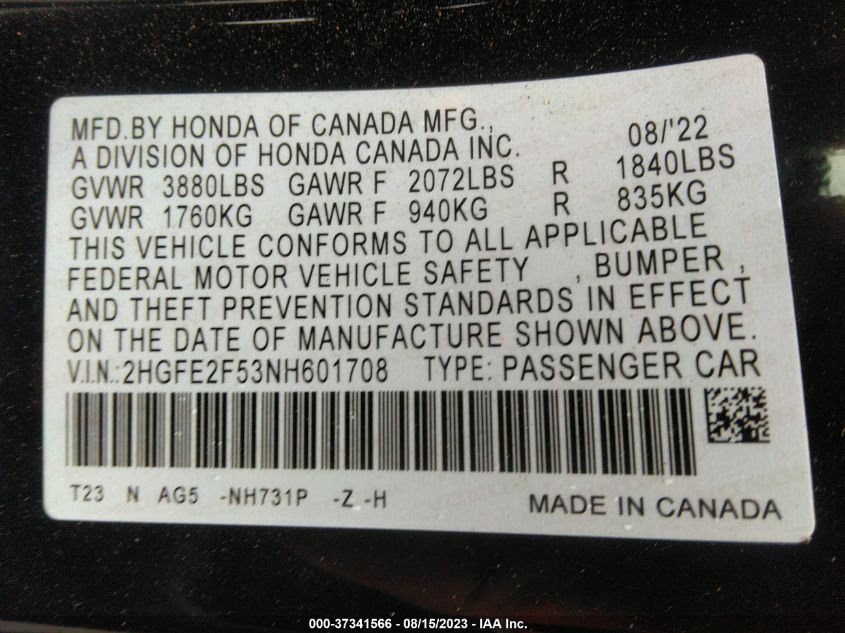 MFD.BY HONDA OF CANADA MFG., 08/'22
A DIVISION OF HONDA CANADA INC.
GVWR 3880LBS GAWR F 2072LBS R 1840LBS
GVWR 1760KG GAWR F 940KG R 835KG
THIS VEHICLE CONFORMS TO ALL APPLICABLE
FEDERAL MOTOR VEHICLE SAFETY , BUMPER ,
AND THEFT PREVENTION STANDARDS IN EFFECT
ON THE DATE OF MANUFACTURE SHOWN ABOVE.
V.I.N.: 2HGFE2F53NH601708 TYPE: PASSENGER CAR
T23 N AG5 -NH731P -Z -H
MADE IN CANADA
000-37341566 - 08/15/2023 - IAA Inc.